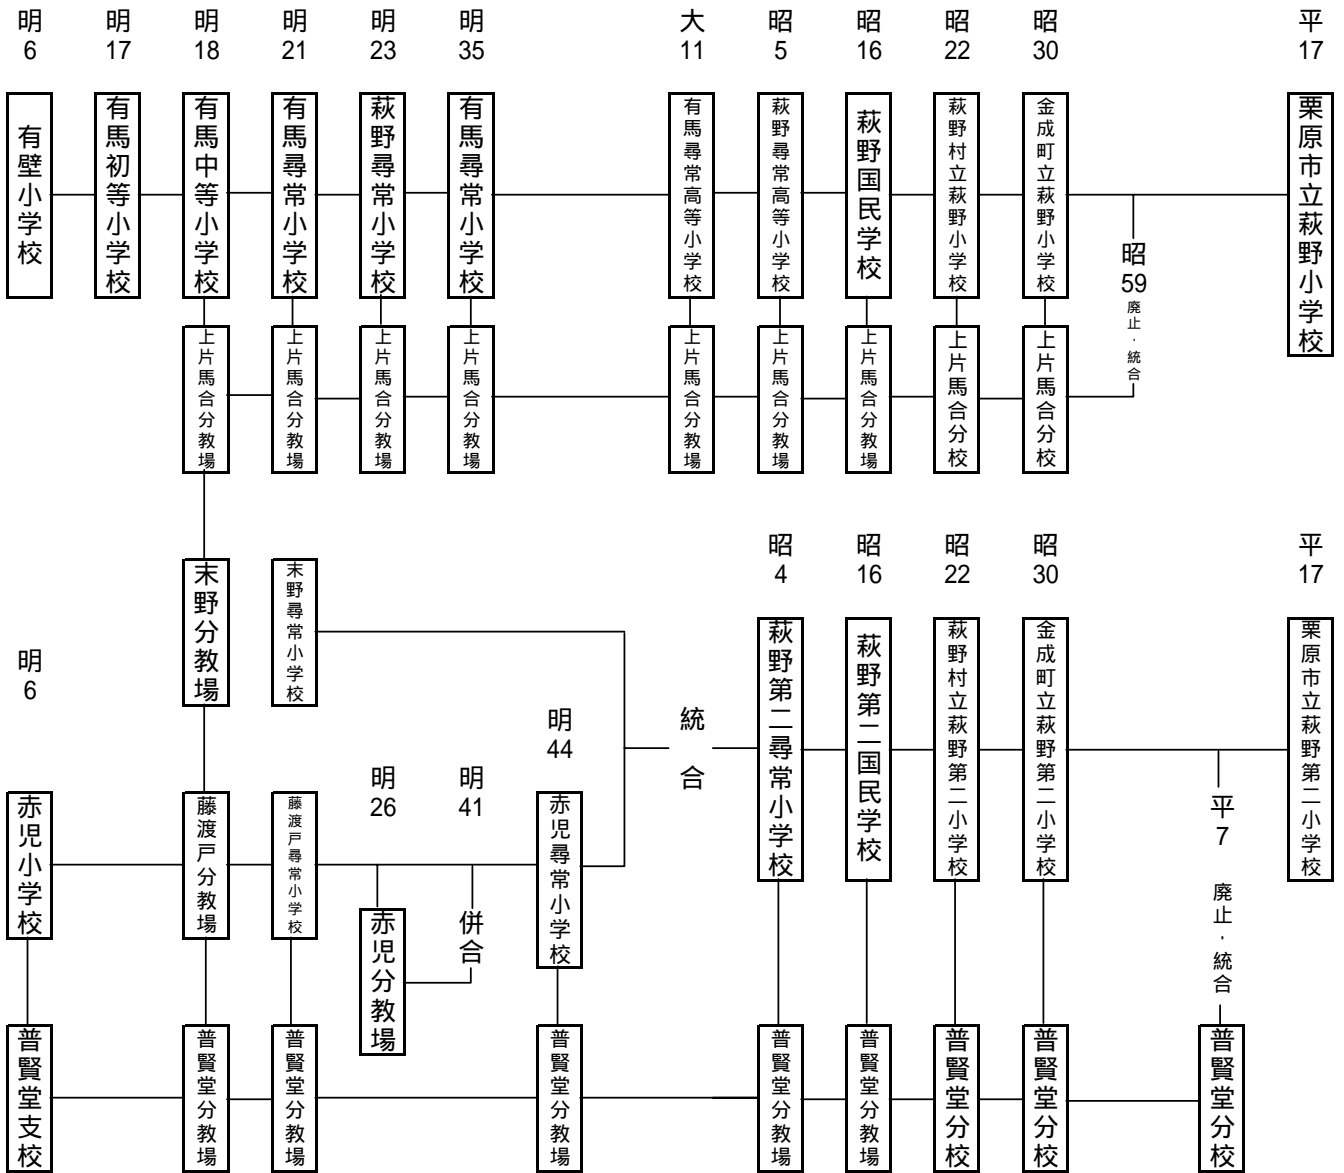 明6
明17
明18
明21
明23
明35
大11
昭5
昭16
昭22
昭30
平17
有壁小学校
有馬初等小学校
有馬中等小学校
有馬尋常小学校
萩野尋常小学校
有馬尋常小学校
有馬尋常高等小学校
萩野尋常高等小学校
萩野国民学校
萩野村立萩野小学校
金成町立萩野小学校
昭59
廃止・統合
栗原市立萩野小学校
上片馬合分教場
上片馬合分教場
上片馬合分教場
上片馬合分教場
上片馬合分教場
上片馬合分教場
上片馬合分教場
上片馬合分校
上片馬合分校
末野分教場
末野尋常小学校
昭4
昭16
昭22
昭30
平17
明6
明26
明41
明44
統合
萩野第二尋常小学校
萩野第二国民学校
萩野村立萩野第二小学校
金成町立萩野第二小学校
平7
廃止・統合
栗原市立萩野第二小学校
赤児小学校
藤渡戸分教場
藤渡戸尋常小学校
赤児分教場
併合
赤児尋常小学校
普賢堂支校
普賢堂分教場
普賢堂分教場
普賢堂分教場
普賢堂分教場
普賢堂分教場
普賢堂分校
普賢堂分校
普賢堂分校